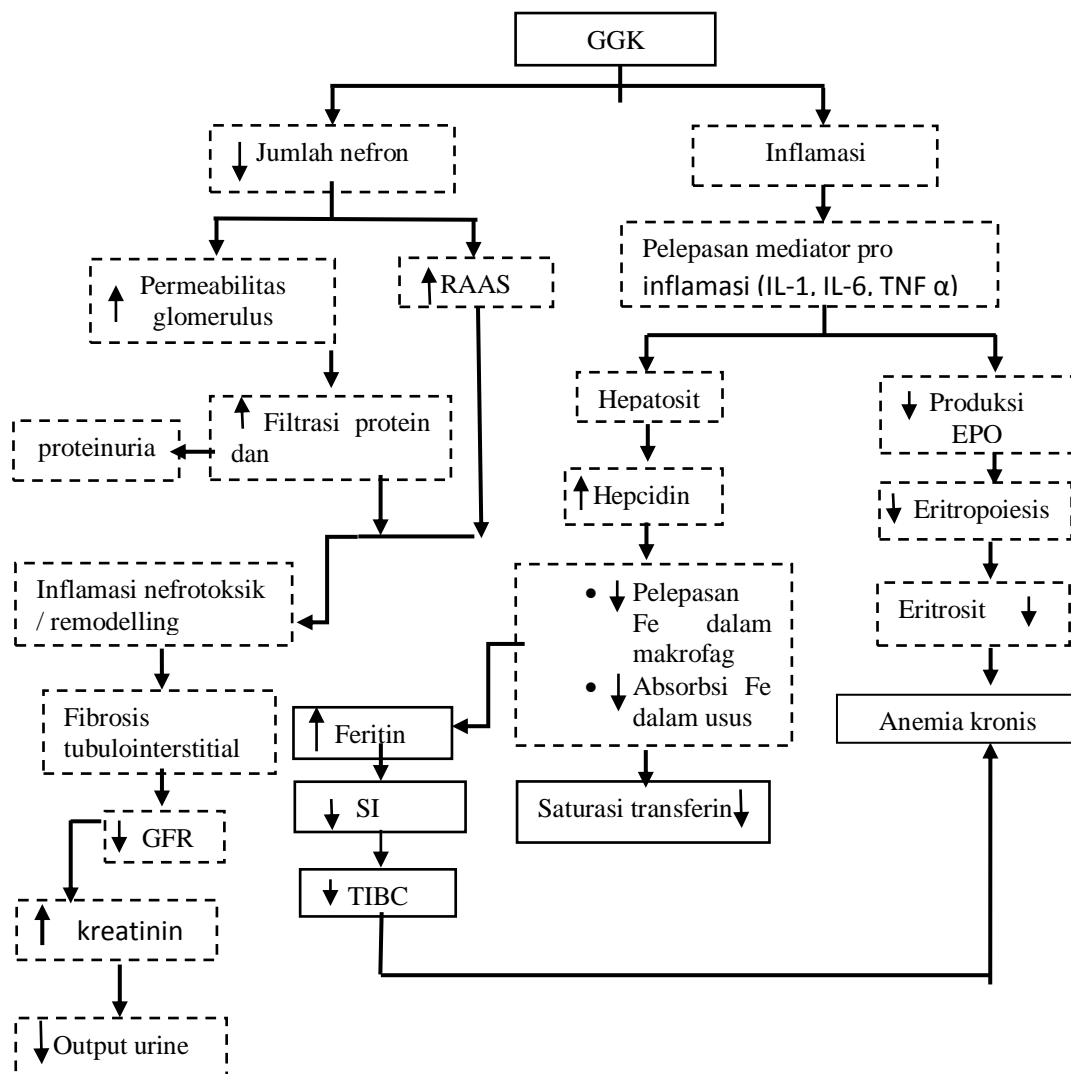 GGK
↓ Jumlah nefron
Inflamasi
↑ Permeabilitas
glomerulus
↑ RAAS
Pelepasan mediator pro
inflamasi (IL-1, IL-6, TNF α)
↑ Filtrasi protein
dan
proteinuria
Hepatosit
↓ Produksi
EPO
↑ Hepcidin
↓ Eritropoiesis
Inflamasi nefrotoksik
/ remodelling
• ↓ Pelepasan
Fe dalam
makrofag
• ↓ Absorbsi Fe
dalam usus
Eritrosit ↓
Fibrosis
tubulointerstitial
↑ Feritin
Anemia kronis
↓ GFR
↓ SI
Saturasi transferin ↓
↑ kreatinin
↓ TIBC
↓ Output urine